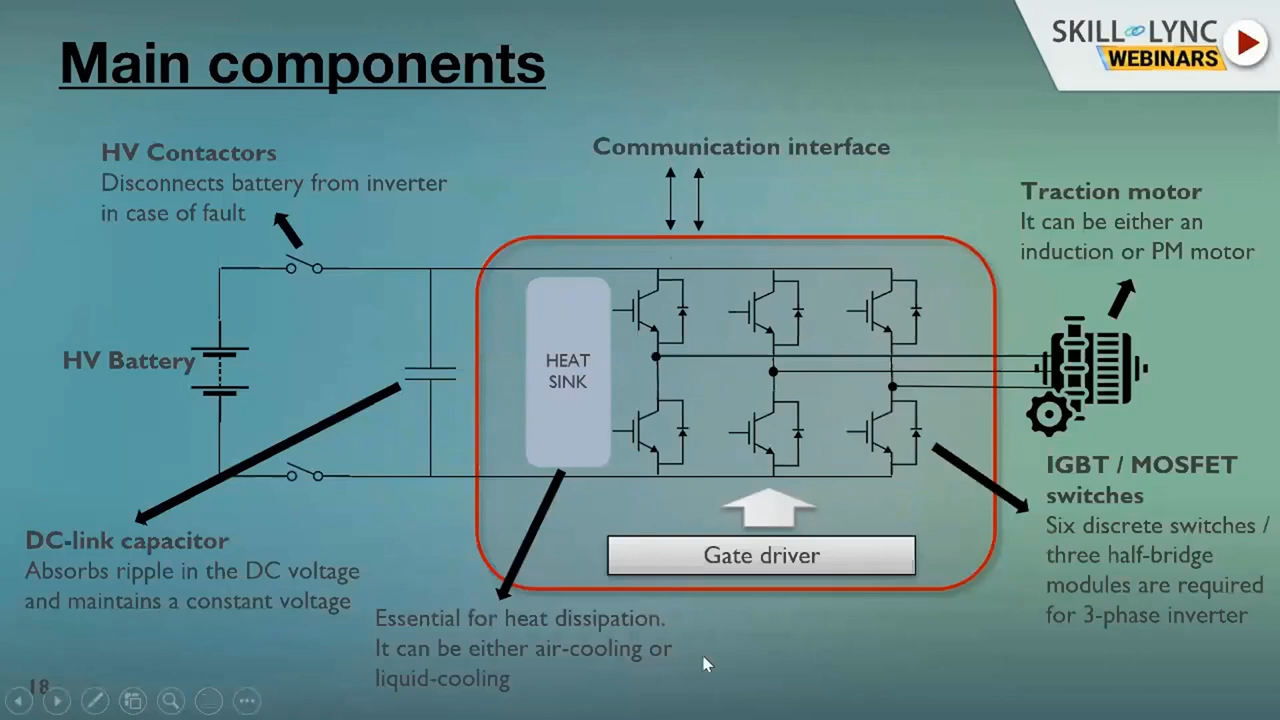 Main components
SKILL LYNC
WEBINARS
HV Contactors
Disconnects battery from inverter
in case of fault
Communication interface
Traction motor
It can be either an
induction or PM motor
HV Battery
HEAT
SINK
IGBT / MOSFET
switches
Six discrete switches /
three half-bridge
modules are required
for 3-phase inverter
DC-link capacitor
Absorbs ripple in the DC voltage
and maintains a constant voltage
Gate driver
Essential for heat dissipation.
It can be either air-cooling or
liquid-cooling
18